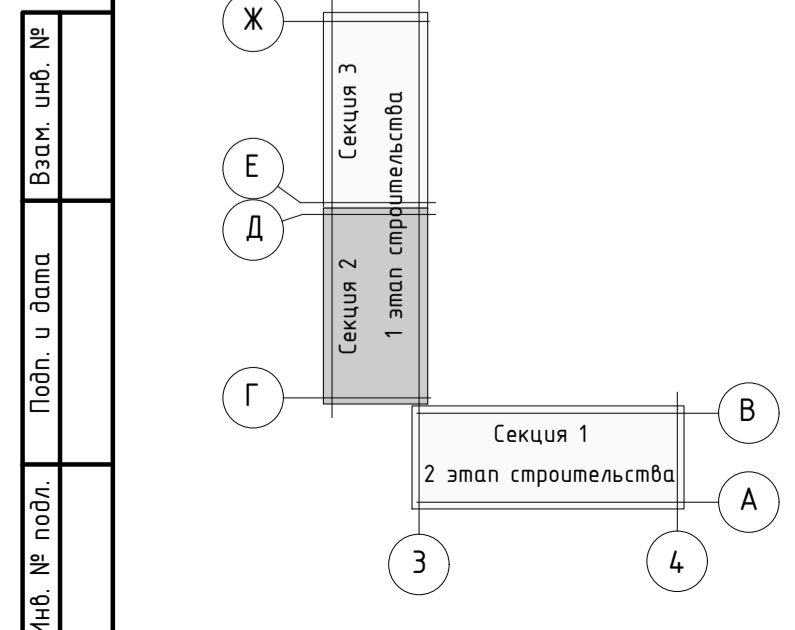 Взам. инв. №
Подп. и дата
Инв. № подл.
Ж
Е
Д
Г
Секция 3
Секция 2
1 этап строительства
Секция 1
2 этап строительства
В
А
3
4